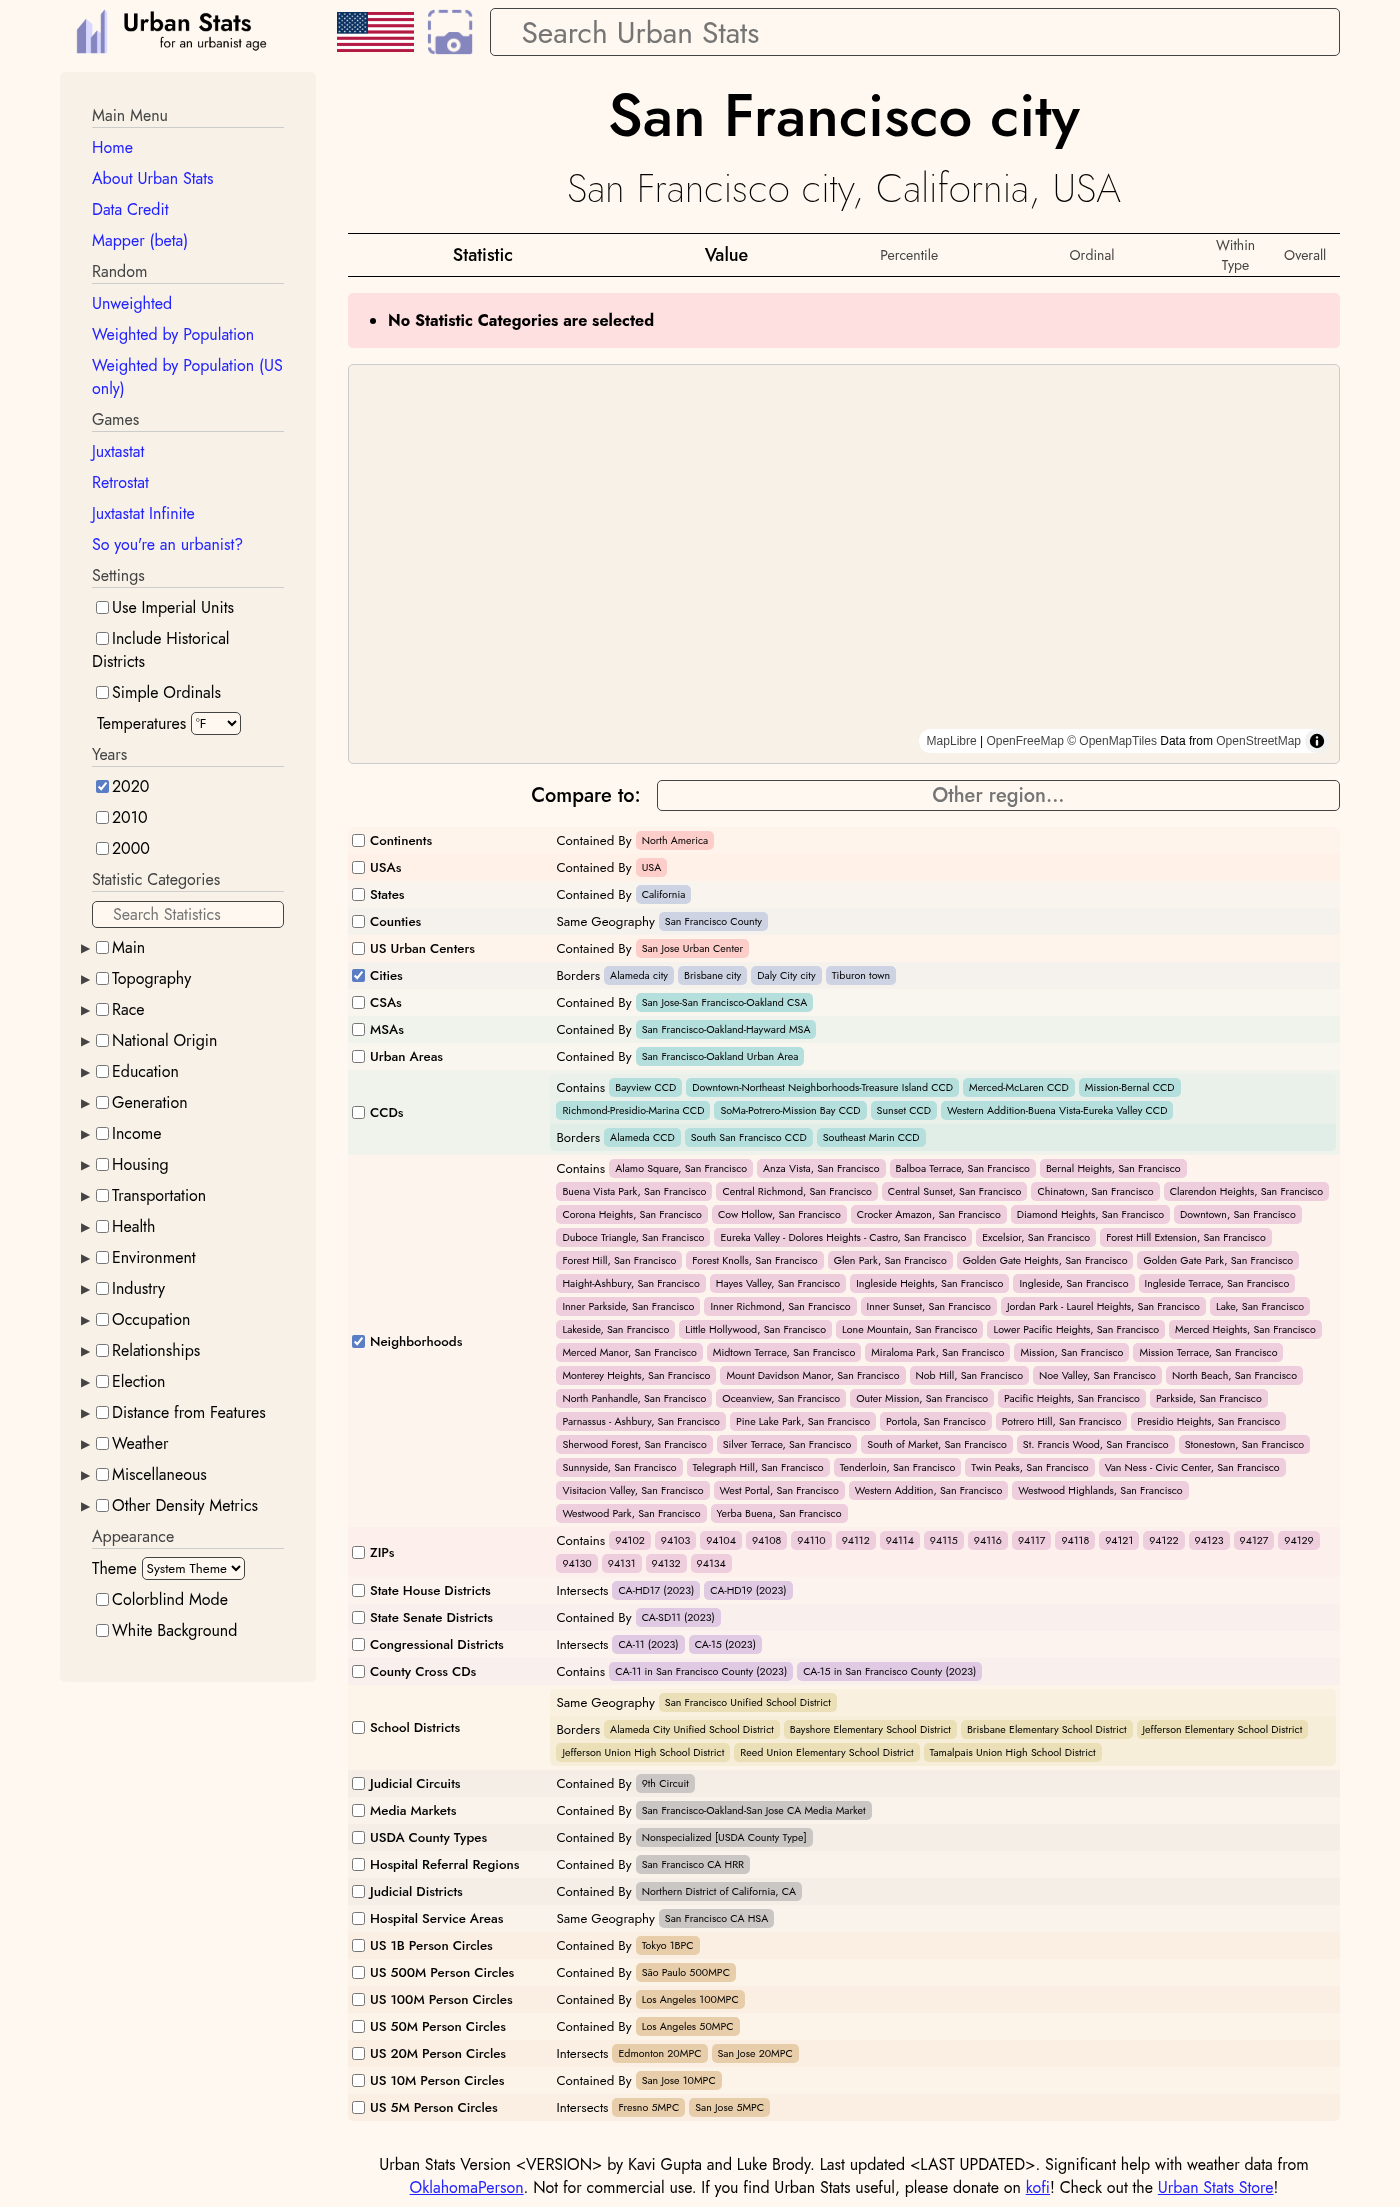 Urban Stats
for an urbanist age
Search Urban Stats
Main Menu
Home
About Urban Stats
Data Credit
Mapper (beta)
Random
Unweighted
Weighted by Population
Weighted by Population (US
only)
Games
Juxtastat
Retrostat
Juxtastat Infinite
So you're an urbanist?
Settings
Use Imperial Units
Include Historical
Districts
Simple Ordinals
Temperatures °F
Years
2020
2010
2000
Statistic Categories
Search Statistics
Main
Topography
Race
National Origin
Education
Generation
Income
Housing
Transportation
Health
Environment
Industry
Occupation
Relationships
Election
Distance from Features
Weather
Miscellaneous
Other Density Metrics
Appearance
Theme System Theme
Colorblind Mode
White Background
San Francisco city
San Francisco city, California, USA
Statistic Value Percentile Ordinal Within Type Overall
No Statistic Categories are selected
MapLibre | OpenFreeMap © OpenMapTiles Data from OpenStreetMap
Compare to: Other region...
Continents Contained By North America
USAs Contained By USA
States Contained By California
Counties Same Geography San Francisco County
US Urban Centers Contained By San Jose Urban Center
Cities Borders Alameda city Brisbane city Daly City city Tiburon town
CSAs Contained By San Jose-San Francisco-Oakland CSA
MSAs Contained By San Francisco-Oakland-Hayward MSA
Urban Areas Contained By San Francisco-Oakland Urban Area
CCDs
Contains Bayview CCD Downtown-Northeast Neighborhoods-Treasure Island CCD Merced-McLaren CCD Mission-Bernal CCD
Richmond-Presidio-Marina CCD SoMa-Potrero-Mission Bay CCD Sunset CCD Western Addition-Buena Vista-Eureka Valley CCD
Borders Alameda CCD South San Francisco CCD Southeast Marin CCD
Neighborhoods
Contains Alamo Square, San Francisco Anza Vista, San Francisco Balboa Terrace, San Francisco Bernal Heights, San Francisco
Buena Vista Park, San Francisco Central Richmond, San Francisco Central Sunset, San Francisco Chinatown, San Francisco Clarendon Heights, San Francisco
Corona Heights, San Francisco Cow Hollow, San Francisco Crocker Amazon, San Francisco Diamond Heights, San Francisco Downtown, San Francisco
Duboce Triangle, San Francisco Eureka Valley - Dolores Heights - Castro, San Francisco Excelsior, San Francisco Forest Hill Extension, San Francisco
Forest Hill, San Francisco Forest Knolls, San Francisco Glen Park, San Francisco Golden Gate Heights, San Francisco Golden Gate Park, San Francisco
Haight-Ashbury, San Francisco Hayes Valley, San Francisco Ingleside Heights, San Francisco Ingleside, San Francisco Ingleside Terrace, San Francisco
Inner Parkside, San Francisco Inner Richmond, San Francisco Inner Sunset, San Francisco Jordan Park - Laurel Heights, San Francisco Lake, San Francisco
Lakeside, San Francisco Little Hollywood, San Francisco Lone Mountain, San Francisco Lower Pacific Heights, San Francisco Merced Heights, San Francisco
Merced Manor, San Francisco Midtown Terrace, San Francisco Miraloma Park, San Francisco Mission, San Francisco Mission Terrace, San Francisco
Monterey Heights, San Francisco Mount Davidson Manor, San Francisco Nob Hill, San Francisco Noe Valley, San Francisco North Beach, San Francisco
North Panhandle, San Francisco Oceanview, San Francisco Outer Mission, San Francisco Pacific Heights, San Francisco Parkside, San Francisco
Parnassus - Ashbury, San Francisco Pine Lake Park, San Francisco Portola, San Francisco Potrero Hill, San Francisco Presidio Heights, San Francisco
Sherwood Forest, San Francisco Silver Terrace, San Francisco South of Market, San Francisco St. Francis Wood, San Francisco Stonestown, San Francisco
Sunnyside, San Francisco Telegraph Hill, San Francisco Tenderloin, San Francisco Twin Peaks, San Francisco Van Ness - Civic Center, San Francisco
Visitacion Valley, San Francisco West Portal, San Francisco Western Addition, San Francisco Westwood Highlands, San Francisco
Westwood Park, San Francisco Yerba Buena, San Francisco
ZIPs
Contains 94102 94103 94104 94108 94110 94112 94114 94115 94116 94117 94118 94121 94122 94123 94127 94129
94130 94131 94132 94134
State House Districts Intersects CA-HD17 (2023) CA-HD19 (2023)
State Senate Districts Contained By CA-SD11 (2023)
Congressional Districts Intersects CA-11 (2023) CA-15 (2023)
County Cross CDs Contains CA-11 in San Francisco County (2023) CA-15 in San Francisco County (2023)
School Districts
Same Geography San Francisco Unified School District
Borders Alameda City Unified School District Bayshore Elementary School District Brisbane Elementary School District Jefferson Elementary School District
Jefferson Union High School District Reed Union Elementary School District Tamalpais Union High School District
Judicial Circuits Contained By 9th Circuit
Media Markets Contained By San Francisco-Oakland-San Jose CA Media Market
USDA County Types Contained By Nonspecialized [USDA County Type]
Hospital Referral Regions Contained By San Francisco CA HRR
Judicial Districts Contained By Northern District of California, CA
Hospital Service Areas Same Geography San Francisco CA HSA
US 1B Person Circles Contained By Tokyo 1BPC
US 500M Person Circles Contained By São Paulo 500MPC
US 100M Person Circles Contained By Los Angeles 100MPC
US 50M Person Circles Contained By Los Angeles 50MPC
US 20M Person Circles Intersects Edmonton 20MPC San Jose 20MPC
US 10M Person Circles Contained By San Jose 10MPC
US 5M Person Circles Intersects Fresno 5MPC San Jose 5MPC
Urban Stats Version <VERSION> by Kavi Gupta and Luke Brody. Last updated <LAST UPDATED>. Significant help with weather data from
OklahomaPerson. Not for commercial use. If you find Urban Stats useful, please donate on kofi! Check out the Urban Stats Store!